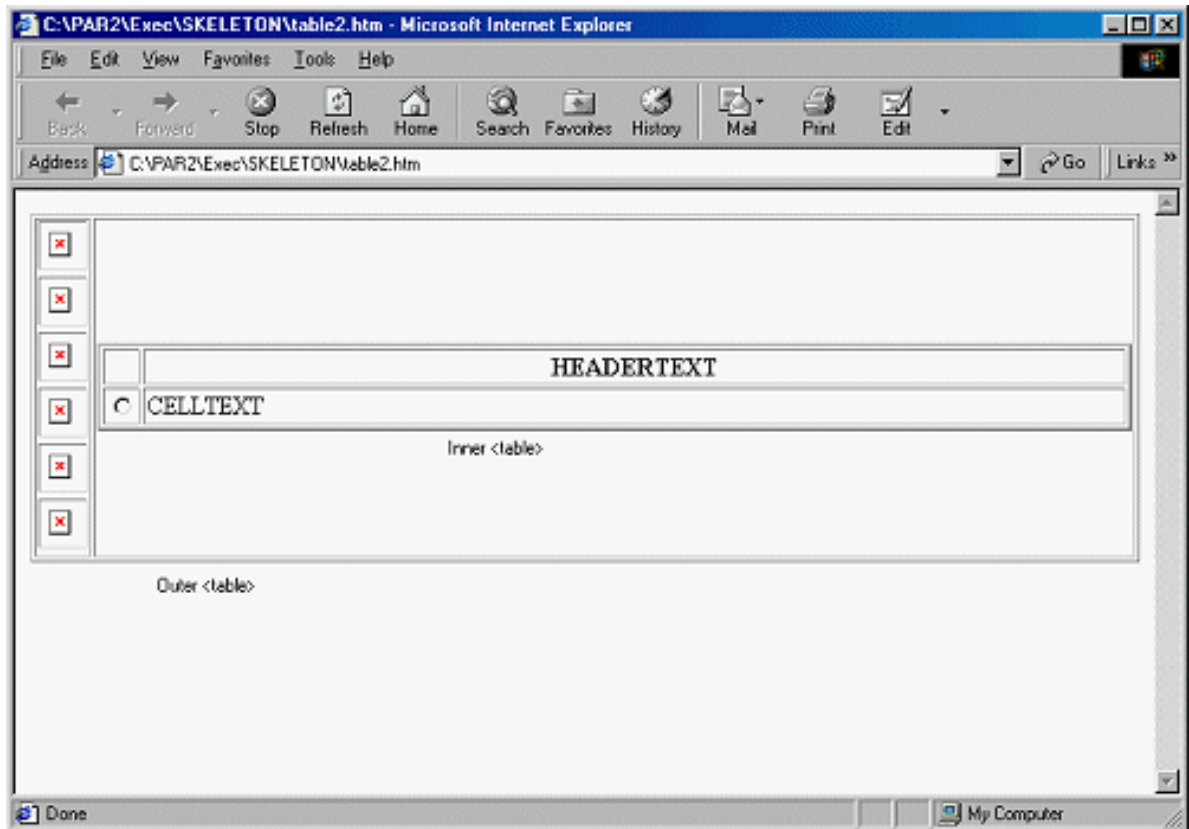 C:\PAR2\Exec\SKELETON\table2.htm - Microsoft Internet Explorer
File Edit View Favorites Tools Help
Back Forward Stop Refresh Home Search Favorites History Mail Print Edit
Address C:\PAR2\Exec\SKELETON\table2.htm Go Links »
HEADERTEXT
CELLTEXT
Inner <table>
Outer <table>
Done My Computer